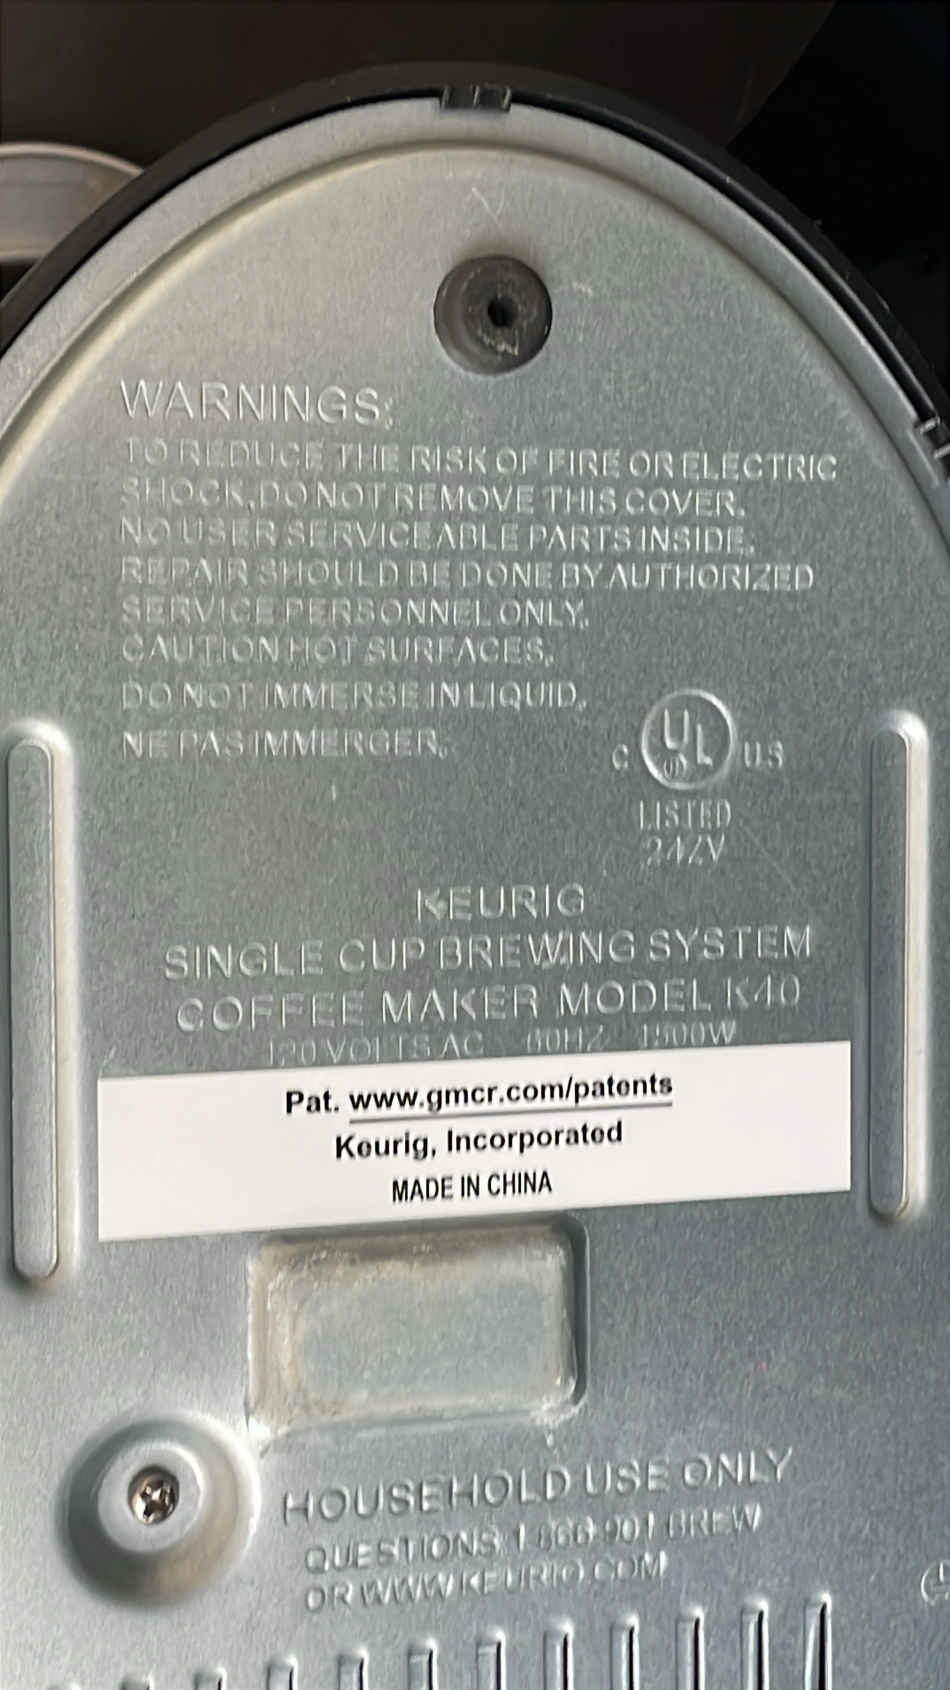 WARNINGS:
TO REDUCE THE RISK OF FIRE OR ELECTRIC
SHOCK, DO NOT REMOVE THIS COVER.
NO USER SERVICEABLE PARTS INSIDE.
REPAIR SHOULD BE DONE BY AUTHORIZED
SERVICE PERSONNEL ONLY.
CAUTION HOT SURFACES.
DO NOT IMMERSE IN LIQUID.
NE PAS IMMERGER.
C UL US
LISTED
KEURIG
SINGLE CUP BREWING SYSTEM
COFFEE MAKER MODEL K40
120 VOLTS AC 60HZ 1500W
Pat. www.gmcr.com/patents
Keurig, Incorporated
MADE IN CHINA
HOUSEHOLD USE ONLY
QUESTIONS 1-866-901 BREW
OR WWW.KEURIG.COM